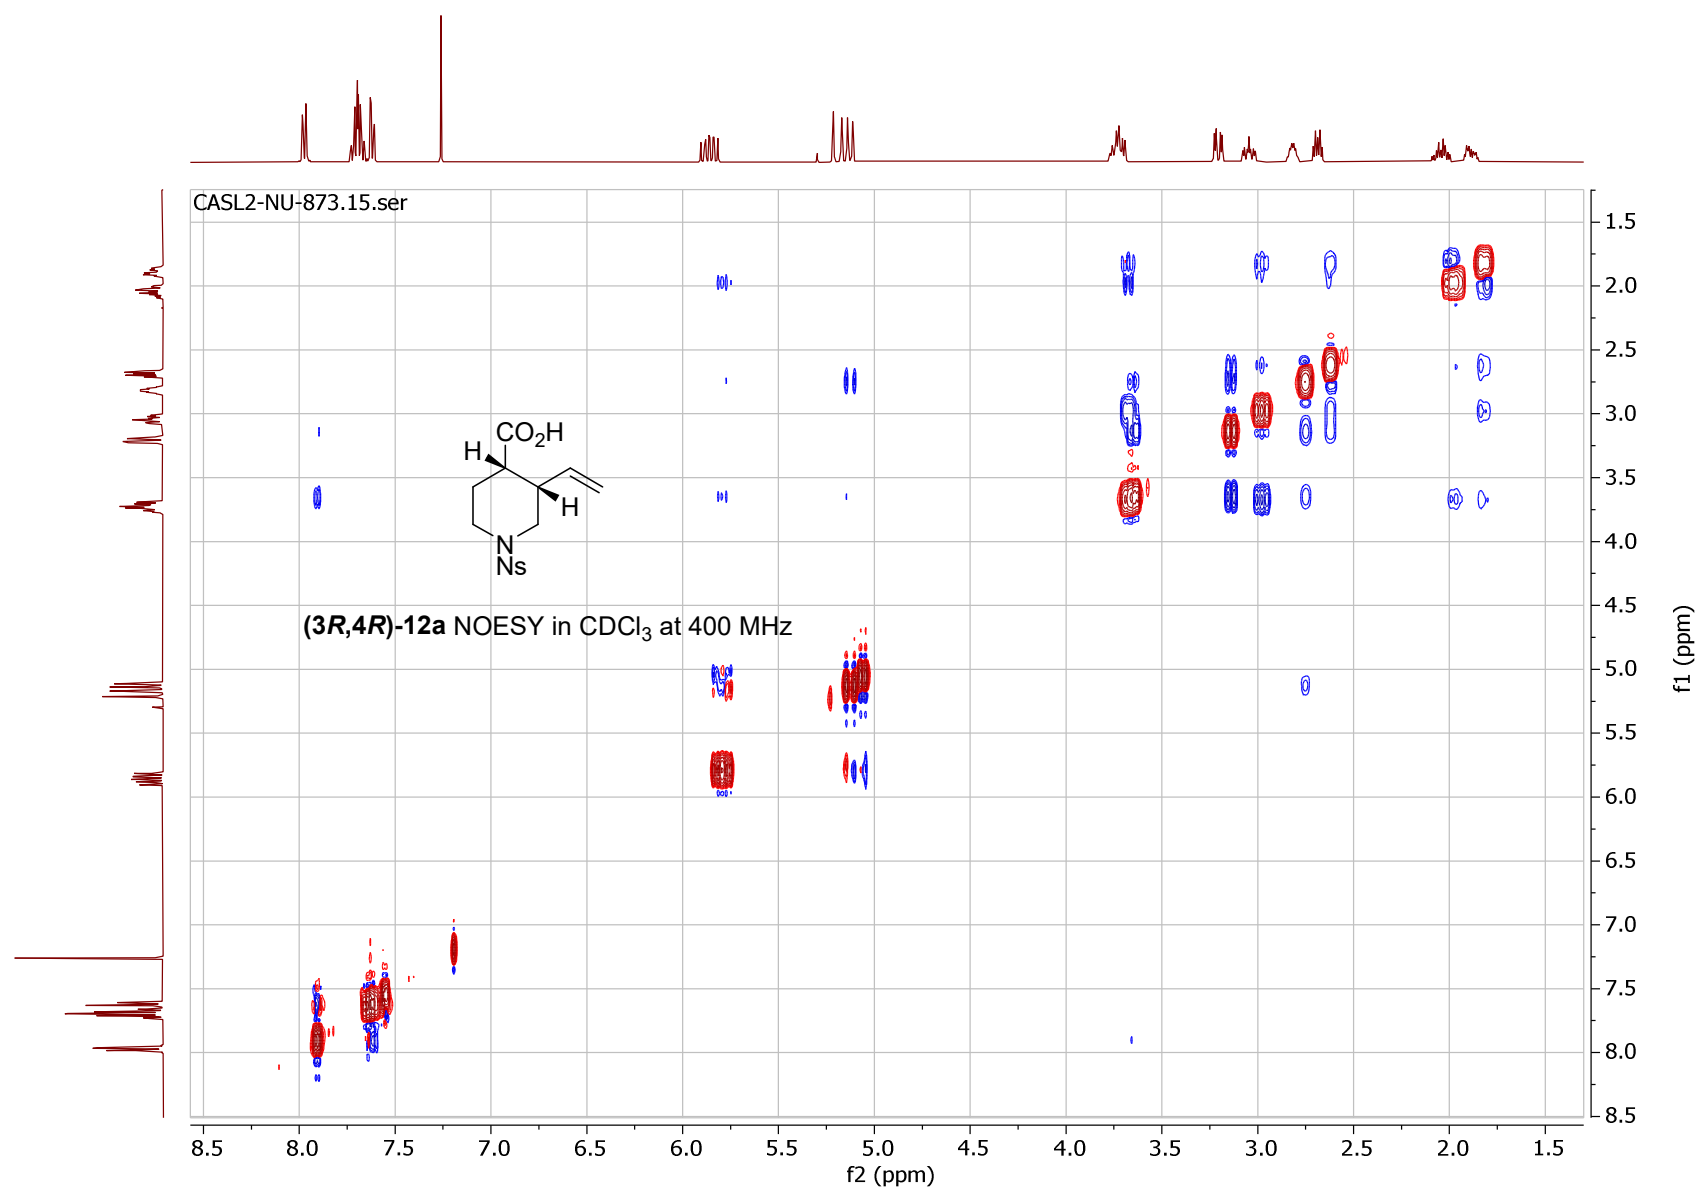 CASL2-NU-873.15.ser
1.5
2.0
2.5
3.0
3.5
4.0
4.5
5.0
5.5
6.0
6.5
7.0
7.5
8.0
8.5
f1 (ppm)
CO2H
H
H
N
Ns
(3R,4R)-12a NOESY in CDCl3 at 400 MHz
8.5 8.0 7.5 7.0 6.5 6.0 5.5 5.0 4.5 4.0 3.5 3.0 2.5 2.0 1.5
f2 (ppm)